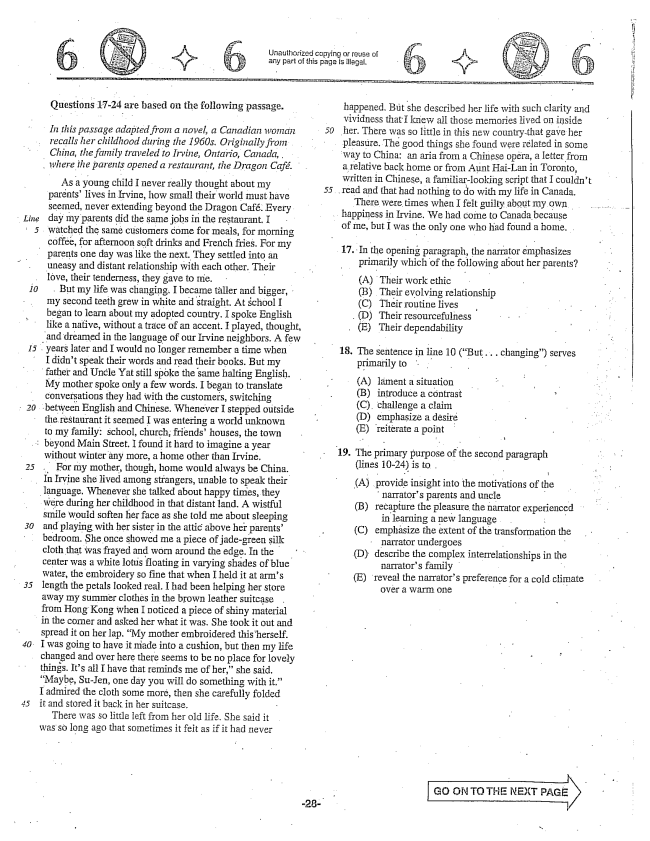 6
6
Unauthorized copying or reuse of
any part of this page is illegal.
6
6
Questions 17-24 are based on the following passage.
In this passage adapted from a novel, a Canadian woman
recalls her childhood during the 1960s. Originally from
China, the family traveled to Irvine, Ontario, Canada,
where the parents opened a restaurant, the Dragon Café.
As a young child I never really thought about my
parents' lives in Irvine, how small their world must have
seemed, never extending beyond the Dragon Café. Every
Line day my parents did the same jobs in the restaurant. I
5 watched the same customers come for meals, for morning
coffee, for afternoon soft drinks and French fries. For my
parents one day was like the next. They settled into an
uneasy and distant relationship with each other. Their
love, their tenderness, they gave to me.
10 But my life was changing. I became taller and bigger,
my second teeth grew in white and straight. At school I
began to learn about my adopted country. I spoke English
like a native, without a trace of an accent. I played, thought,
and dreamed in the language of our Irvine neighbors. A few
15 years later and I would no longer remember a time when
I didn't speak their words and read their books. But my
father and Uncle Yat still spoke the same halting English.
My mother spoke only a few words. I began to translate
conversations they had with the customers, switching
20 between English and Chinese. Whenever I stepped outside
the restaurant it seemed I was entering a world unknown
to my family: school, church, friends' houses, the town
beyond Main Street. I found it hard to imagine a year
without winter any more, a home other than Irvine.
25 For my mother, though, home would always be China.
In Irvine she lived among strangers, unable to speak their
language. Whenever she talked about happy times, they
were during her childhood in that distant land. A wistful
smile would soften her face as she told me about sleeping
30 and playing with her sister in the attic above her parents'
bedroom. She once showed me a piece of jade-green silk
cloth that was frayed and worn around the edge. In the
center was a white lotus floating in varying shades of blue
water, the embroidery so fine that when I held it at arm's
35 length the petals looked real. I had been helping her store
away my summer clothes in the brown leather suitcase
from Hong Kong when I noticed a piece of shiny material
in the corner and asked her what it was. She took it out and
spread it on her lap. "My mother embroidered this herself.
40 I was going to have it made into a cushion, but then my life
changed and over here there seems to be no place for lovely
things. It's all I have that reminds me of her," she said.
"Maybe, Su-Jen, one day you will do something with it."
I admired the cloth some more, then she carefully folded
45 it and stored it back in her suitcase.
There was so little left from her old life. She said it
was so long ago that sometimes it felt as if it had never
happened. But she described her life with such clarity and
vividness that I knew all those memories lived on inside
50 her. There was so little in this new country that gave her
pleasure. The good things she found were related in some
way to China: an aria from a Chinese opera, a letter from
a relative back home or from Aunt Hai-Lan in Toronto,
written in Chinese, a familiar-looking script that I couldn't
55 read and that had nothing to do with my life in Canada.
There were times when I felt guilty about my own
happiness in Irvine. We had come to Canada because
of me, but I was the only one who had found a home.
17. In the opening paragraph, the narrator emphasizes
primarily which of the following about her parents?
(A) Their work ethic
(B) Their evolving relationship
(C) Their routine lives
(D) Their resourcefulness
(E) Their dependability
18. The sentence in line 10 ("But . . . changing") serves
primarily to
(A) lament a situation
(B) introduce a contrast
(C) challenge a claim
(D) emphasize a desire
(E) reiterate a point
19. The primary purpose of the second paragraph
(lines 10-24) is to
(A) provide insight into the motivations of the
narrator's parents and uncle
(B) recapture the pleasure the narrator experienced
in learning a new language
(C) emphasize the extent of the transformation the
narrator undergoes
(D) describe the complex interrelationships in the
narrator's family
(E) reveal the narrator's preference for a cold climate
over a warm one
GO ON TO THE NEXT PAGE
-28-